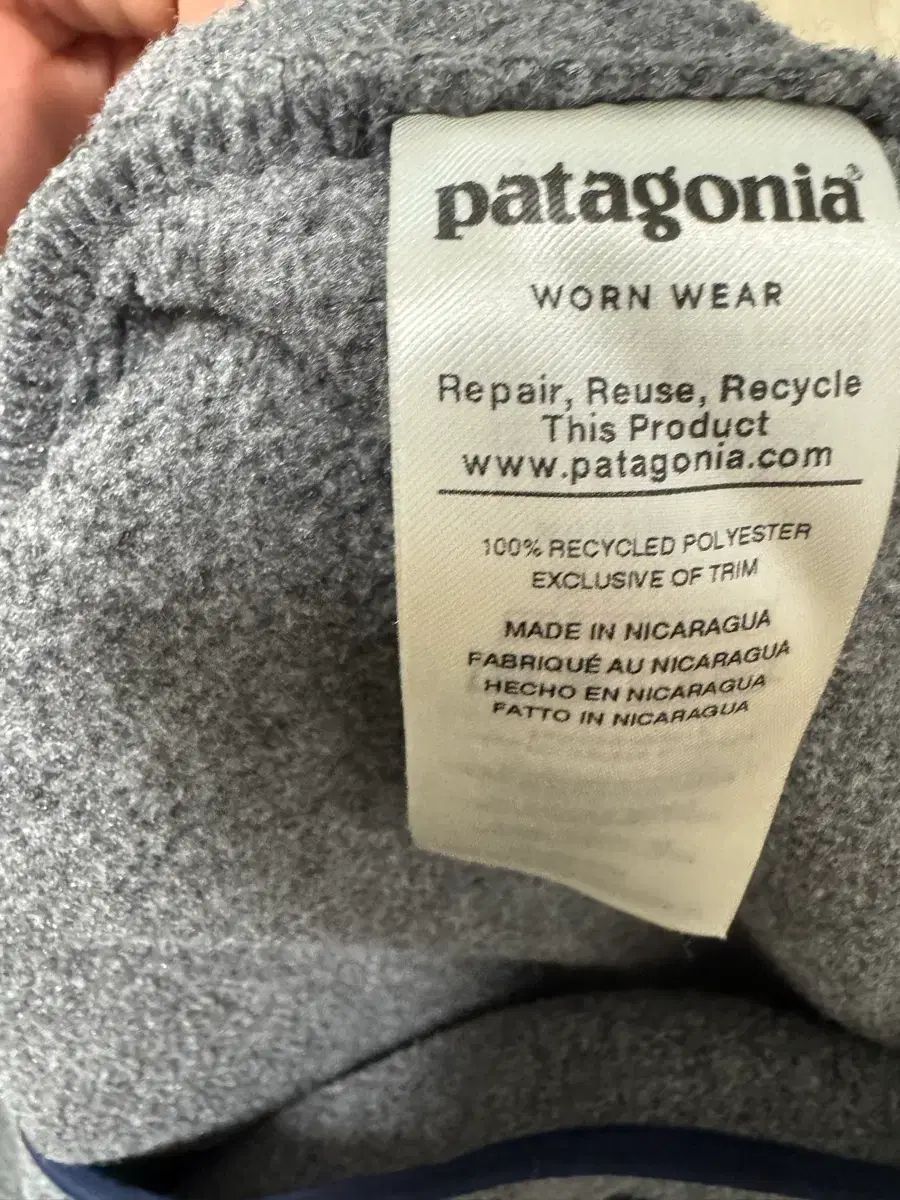 patagonia®
WORN WEAR
Repair, Reuse, Recycle
This Product
www.patagonia.com
100% RECYCLED POLYESTER
EXCLUSIVE OF TRIM
MADE IN NICARAGUA
FABRIQUÉ AU NICARAGUA
HECHO EN NICARAGUA
FATTO IN NICARAGUA